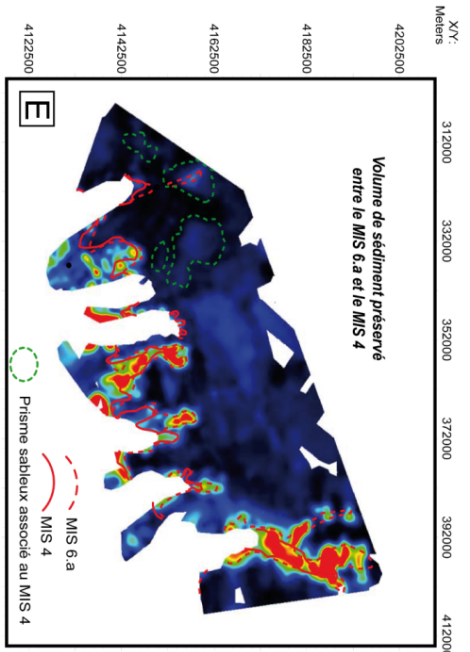 X/Y:
Meters
312000
332000
352000
372000
392000
412000
4202500
4182500
4162500
4142500
4122500
Volume de sédiment préservé
entre le MIS 6.a et le MIS 4
E
MIS 6.a
MIS 4
Prisme sableux associé au MIS 4